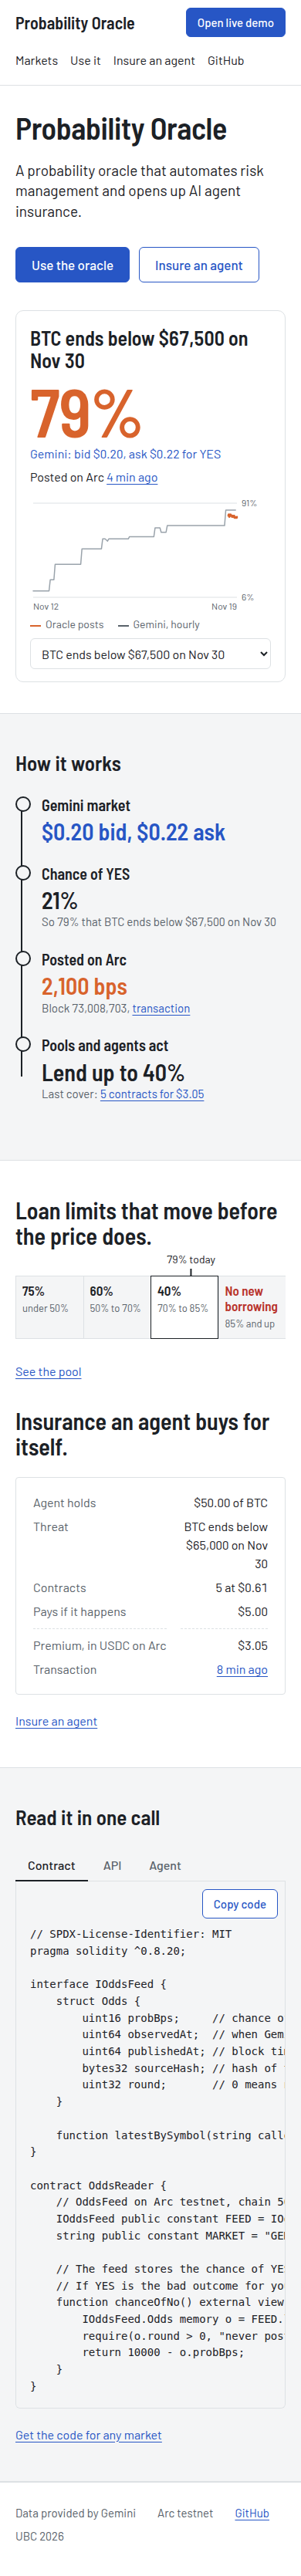 Probability Oracle
Open live demo
Markets Use it Insure an agent GitHub
Probability Oracle
A probability oracle that automates risk
management and opens up AI agent
insurance.
Use the oracle
Insure an agent
BTC ends below $67,500 on
Nov 30
79%
Gemini: bid $0.20, ask $0.22 for YES
Posted on Arc 4 min ago
91%
6%
Nov 12
Nov 19
Oracle posts
Gemini, hourly
BTC ends below $67,500 on Nov 30
How it works
Gemini market
$0.20 bid, $0.22 ask
Chance of YES
21%
So 79% that BTC ends below $67,500 on Nov 30
Posted on Arc
2,100 bps
Block 73,008,703, transaction
Pools and agents act
Lend up to 40%
Last cover: 5 contracts for $3.05
Loan limits that move before
the price does.
79% today
75%
under 50%
60%
50% to 70%
40%
70% to 85%
No new
borrowing
85% and up
See the pool
Insurance an agent buys for
itself.
Agent holds $50.00 of BTC
Threat BTC ends below
$65,000 on Nov
30
Contracts 5 at $0.61
Pays if it happens $5.00
Premium, in USDC on Arc $3.05
Transaction 8 min ago
Insure an agent
Read it in one call
Contract API Agent
Copy code
// SPDX-License-Identifier: MIT
pragma solidity ^0.8.20;
interface IOddsFeed {
struct Odds {
uint16 probBps; // chance o
uint64 observedAt; // when Gem
uint64 publishedAt; // block tim
bytes32 sourceHash; // hash of
uint32 round; // 0 means
}
function latestBySymbol(string call
}
contract OddsReader {
// OddsFeed on Arc testnet, chain 5
IOddsFeed public constant FEED = IO
string public constant MARKET = "GE
// The feed stores the chance of YE
// If YES is the bad outcome for yo
function chanceOfNo() external view
IOddsFeed.Odds memory o = FEED.
require(o.round > 0, "never pos
return 10000 - o.probBps;
}
}
Get the code for any market
Data provided by Gemini Arc testnet GitHub
UBC 2026